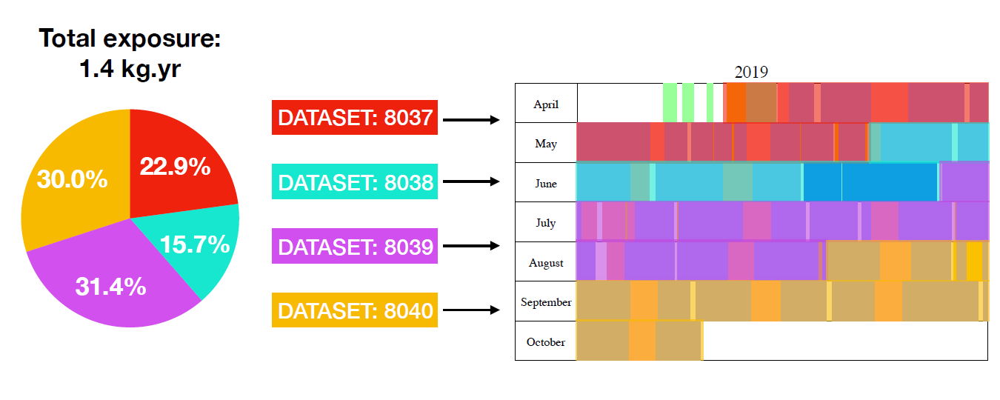 Total exposure:
1.4 kg.yr
22.9%
30.0%
15.7%
31.4%
DATASET: 8037
DATASET: 8038
DATASET: 8039
DATASET: 8040
2019
April
May
June
July
August
September
October